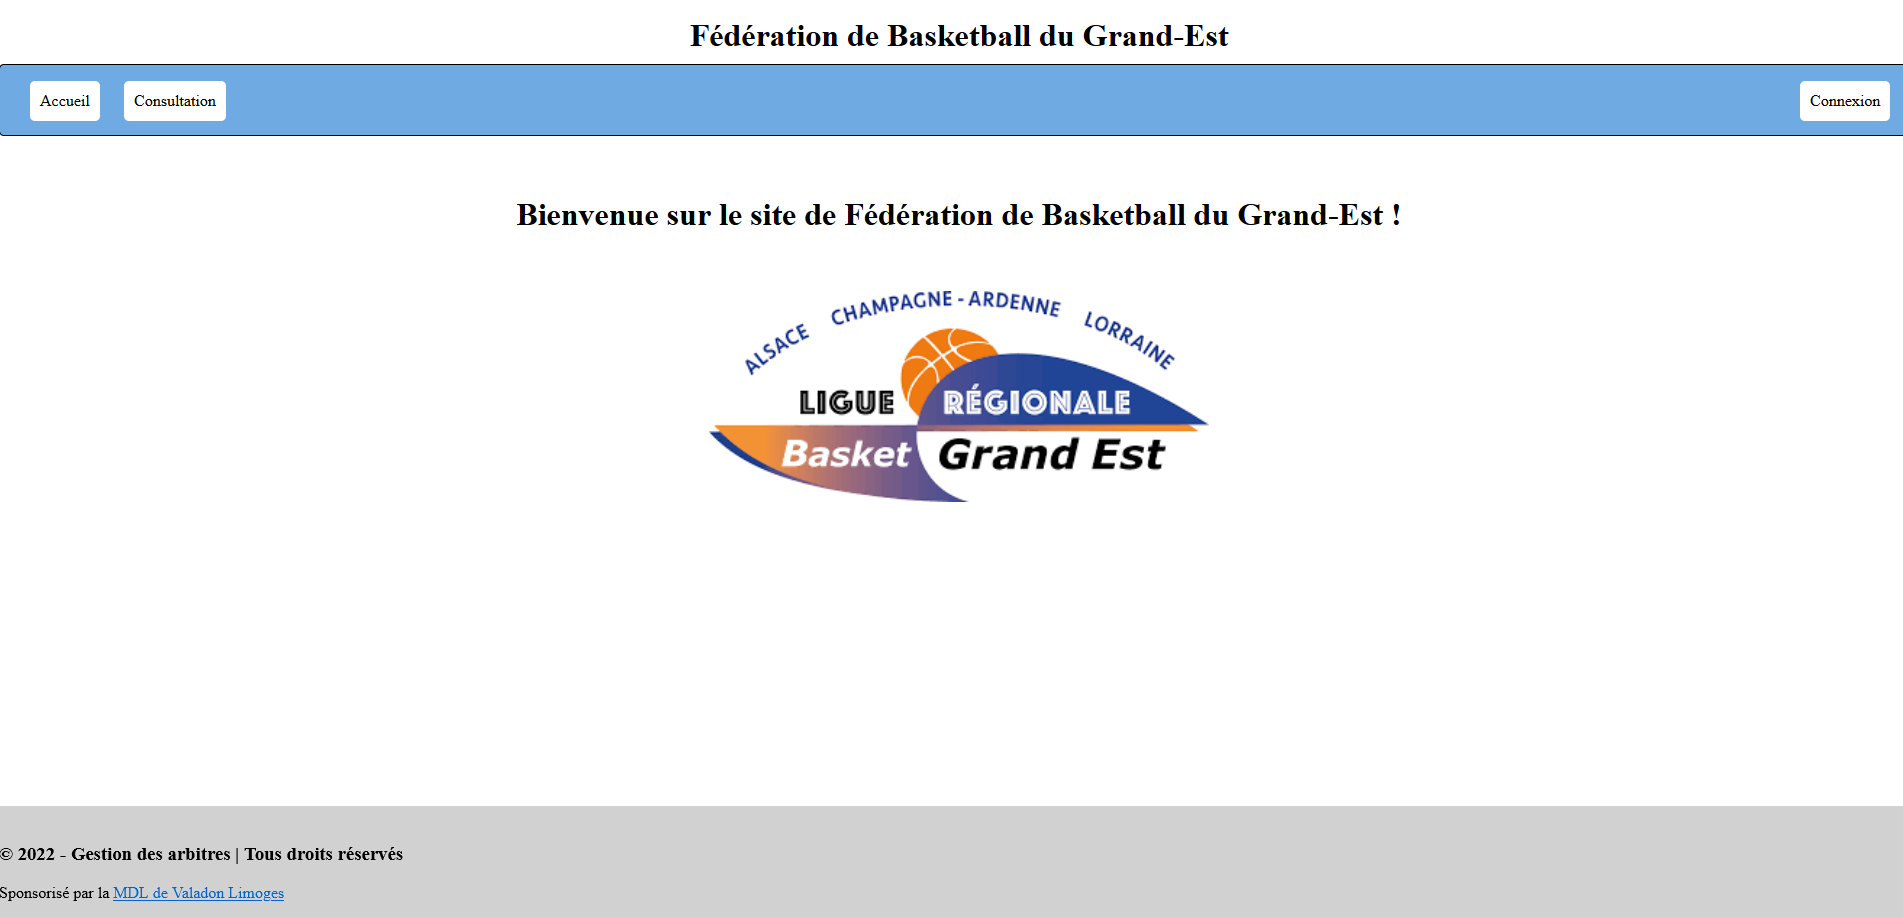 Fédération de Basketball du Grand-Est
Accueil
Consultation
Connexion
Bienvenue sur le site de Fédération de Basketball du Grand-Est !
ALSACE CHAMPAGNE - ARDENNE LORRAINE
LIGUE RÉGIONALE
Basket Grand Est
© 2022 - Gestion des arbitres | Tous droits réservés
Sponsorisé par la MDL de Valadon Limoges